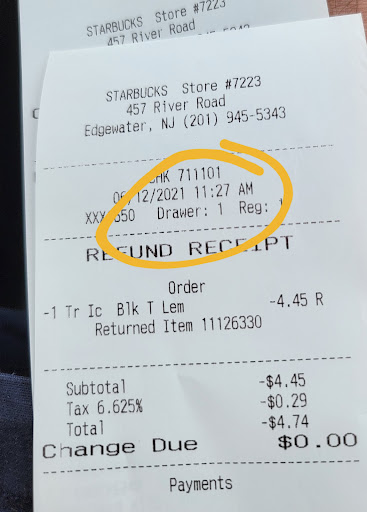 STARBUCKS Store #7223
457 River Road
STARBUCKS Store #7223
457 River Road
Edgewater, NJ (201) 945-5343
CHK 711101
06/12/2021 11:27 AM
Drawer: 1 Reg:
REFUND RECEIPT
Order
-1 Tr Ic Blk T Lem -4.45 R
Returned Item 11126330
Subtotal -$4.45
Tax 6.625% -$0.29
Total -$4.74
Change Due $0.00
Payments